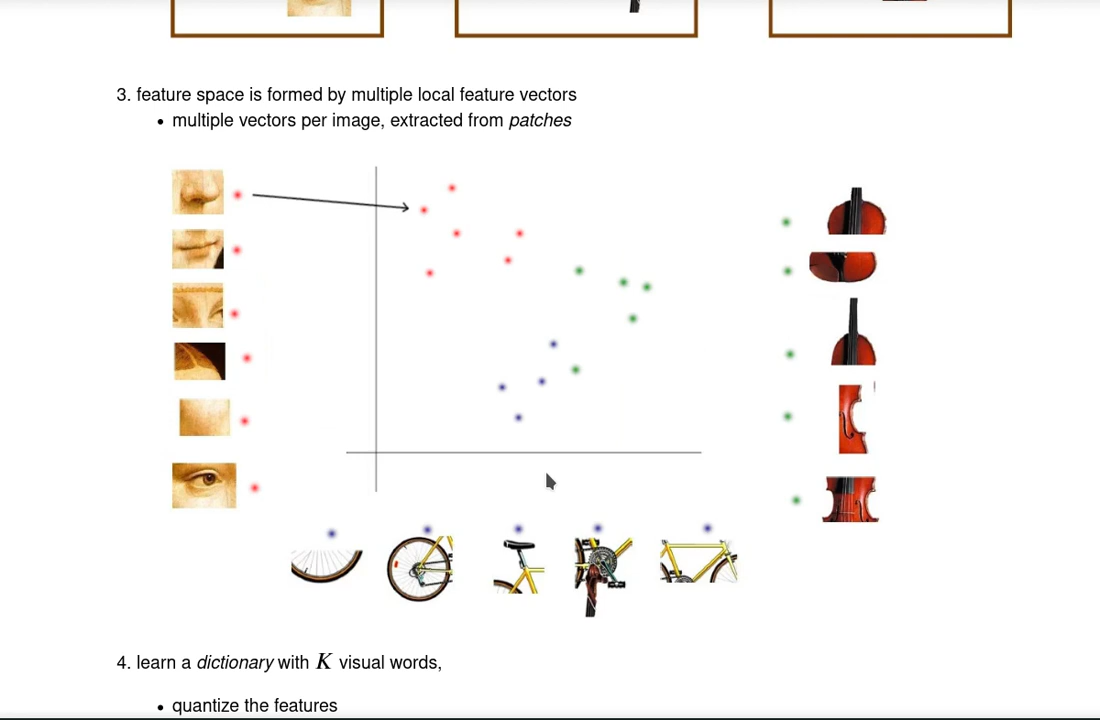 3. feature space is formed by multiple local feature vectors
• multiple vectors per image, extracted from patches
4. learn a dictionary with K visual words,
• quantize the features